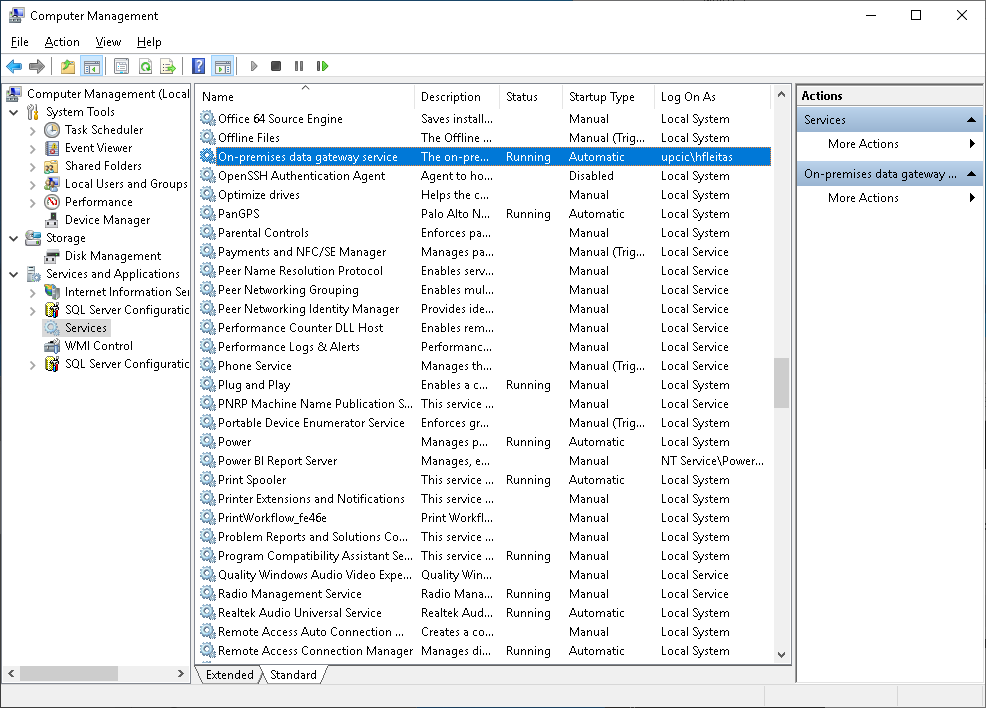 Computer Management
File Action View Help
Computer Management (Local
System Tools
Task Scheduler
Event Viewer
Shared Folders
Local Users and Groups
Performance
Device Manager
Storage
Disk Management
Services and Applications
Internet Information Ser
SQL Server Configuratic
Services
WMI Control
SQL Server Configuratic
Name Description Status Startup Type Log On As
Office 64 Source Engine Saves install... Manual Local System
Offline Files The Offline ... Manual (Trig... Local System
On-premises data gateway service The on-pre... Running Automatic upcic\hfleitas
OpenSSH Authentication Agent Agent to ho... Disabled Local System
Optimize drives Helps the c... Manual Local System
PanGPS Palo Alto N... Running Automatic Local System
Parental Controls Enforces pa... Manual Local System
Payments and NFC/SE Manager Manages pa... Manual (Trig... Local Service
Peer Name Resolution Protocol Enables serv... Manual Local Service
Peer Networking Grouping Enables mul... Manual Local Service
Peer Networking Identity Manager Provides ide... Manual Local Service
Performance Counter DLL Host Enables rem... Manual Local Service
Performance Logs & Alerts Performanc... Manual Local Service
Phone Service Manages th... Manual (Trig... Local Service
Plug and Play Enables a c... Running Manual Local System
PNRP Machine Name Publication S... This service ... Manual Local Service
Portable Device Enumerator Service Enforces gr... Manual (Trig... Local System
Power Manages p... Running Automatic Local System
Power BI Report Server Manages, e... Manual NT Service\Power...
Print Spooler This service ... Running Automatic Local System
Printer Extensions and Notifications This service ... Manual Local System
PrintWorkflow_fe46e Print Workfl... Manual Local System
Problem Reports and Solutions Co... This service ... Manual Local System
Program Compatibility Assistant Se... This service ... Running Manual Local System
Quality Windows Audio Video Expe... Quality Win... Manual Local Service
Radio Management Service Radio Mana... Running Manual Local Service
Realtek Audio Universal Service Realtek Aud... Running Automatic Local System
Remote Access Auto Connection ... Creates a co... Manual Local System
Remote Access Connection Manager Manages di... Running Automatic Local System
Extended Standard
Actions
Services
More Actions
On-premises data gateway ...
More Actions